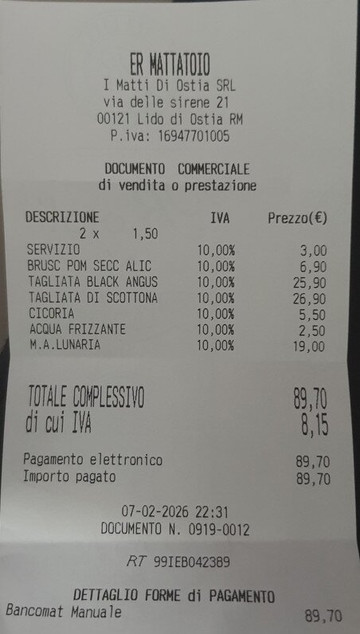 ER MATTATOIO
I Matti Di Ostia SRL
via delle sirene 21
00121 Lido di Ostia RM
P.iva: 16947701005
DOCUMENTO COMMERCIALE
di vendita o prestazione
DESCRIZIONE IVA Prezzo(€)
2 x 1,50
SERVIZIO 10,00% 3,00
BRUSC POM SECC ALIC 10,00% 6,90
TAGLIATA BLACK ANGUS 10,00% 25,90
TAGLIATA DI SCOTTONA 10,00% 26,90
CICORIA 10,00% 5,50
ACQUA FRIZZANTE 10,00% 2,50
M.A.LUNARIA 10,00% 19,00
TOTALE COMPLESSIVO 89,70
di cui IVA 8,15
Pagamento elettronico 89,70
Importo pagato 89,70
07-02-2026 22:31
DOCUMENTO N. 0919-0012
RT 99IEB042389
DETTAGLIO FORME di PAGAMENTO
Bancomat Manuale 89,70